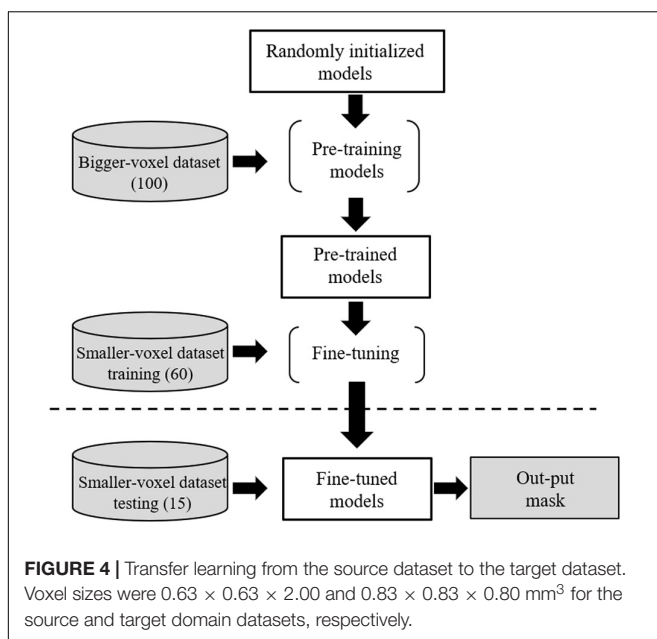 Randomly initialized
models
Bigger-voxel dataset
(100)
Pre-training
models
Pre-trained
models
Smaller-voxel dataset
training (60)
Fine-tuning
Smaller-voxel dataset
testing (15)
Fine-tuned
models
Out-put
mask
FIGURE 4 | Transfer learning from the source dataset to the target dataset.
Voxel sizes were 0.63 × 0.63 × 2.00 and 0.83 × 0.83 × 0.80 mm³ for the
source and target domain datasets, respectively.